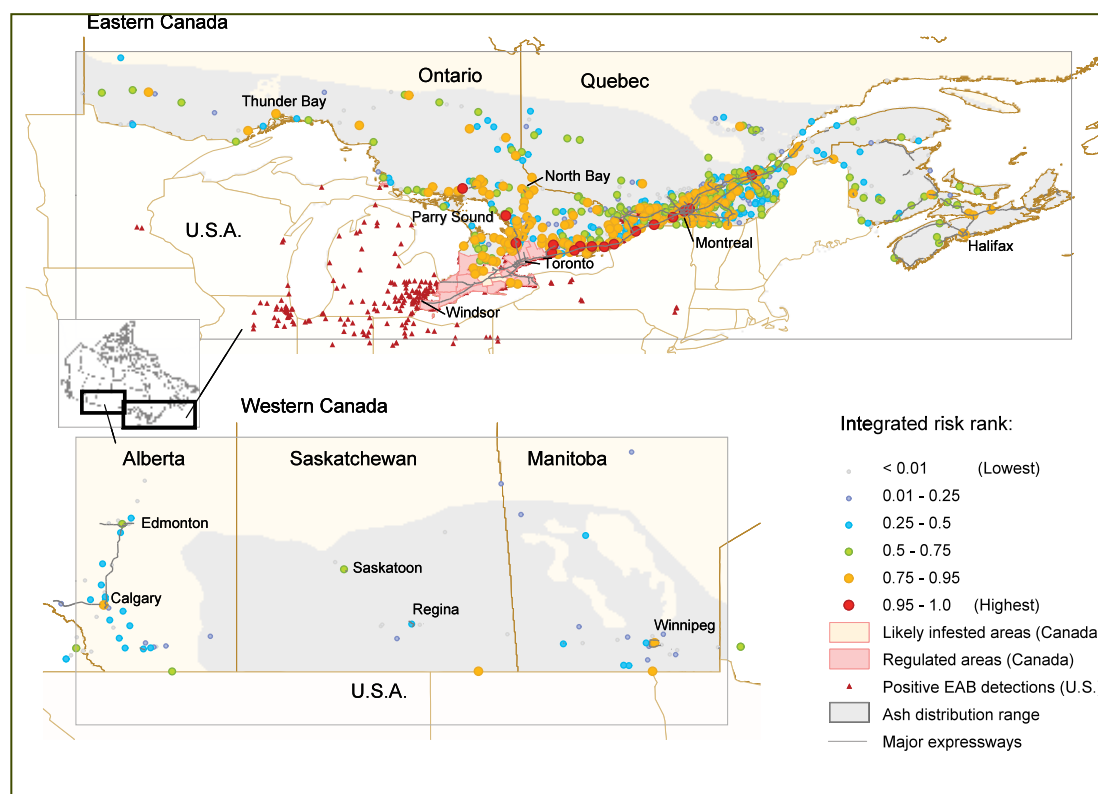 Eastern Canada
Ontario
Quebec
Thunder Bay
North Bay
Parry Sound
U.S.A.
Montreal
Halifax
Toronto
Windsor
Western Canada
Alberta
Saskatchewan
Manitoba
Edmonton
Saskatoon
Calgary
Regina
Winnipeg
U.S.A.
Integrated risk rank:
< 0.01 (Lowest)
0.01 - 0.25
0.25 - 0.5
0.5 - 0.75
0.75 - 0.95
0.95 - 1.0 (Highest)
Likely infested areas (Canada
Regulated areas (Canada)
Positive EAB detections (U.S.
Ash distribution range
Major expressways